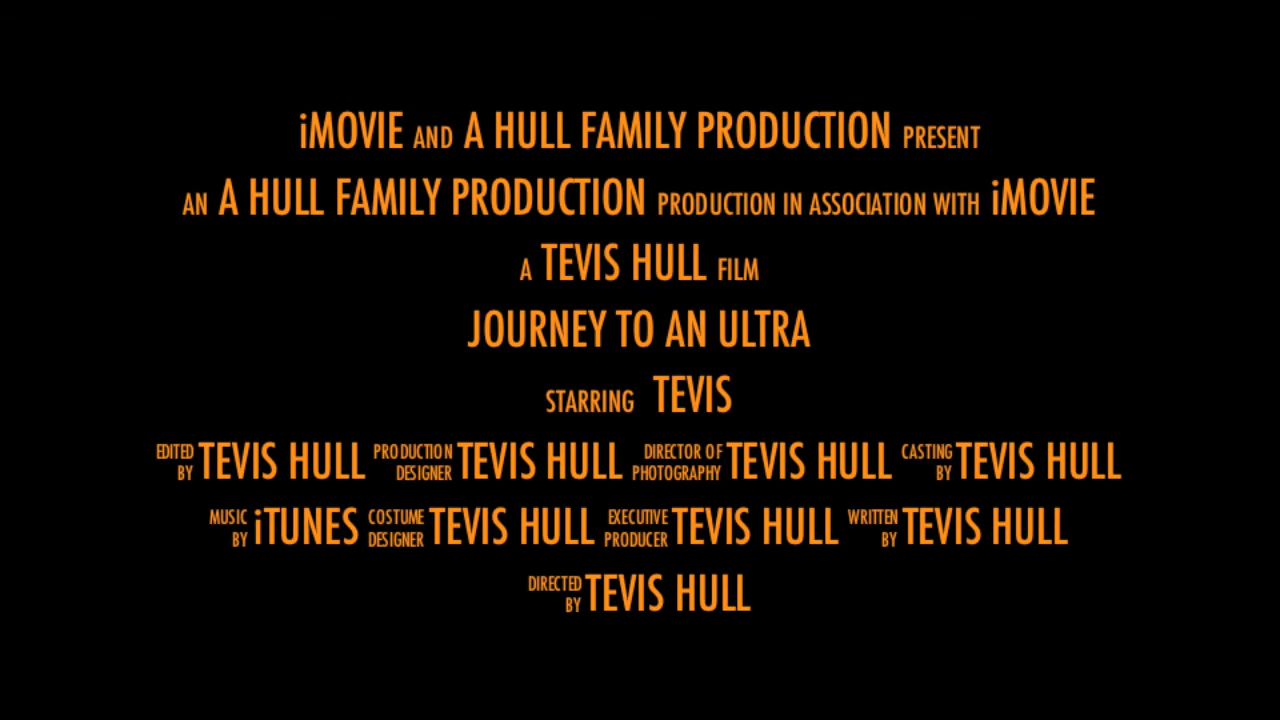 iMOVIE AND A HULL FAMILY PRODUCTION PRESENT
AN A HULL FAMILY PRODUCTION PRODUCTION IN ASSOCIATION WITH iMOVIE
A TEVIS HULL FILM
JOURNEY TO AN ULTRA
STARRING TEVIS
EDITED BY TEVIS HULL PRODUCTION DESIGNER TEVIS HULL DIRECTOR OF PHOTOGRAPHY TEVIS HULL CASTING BY TEVIS HULL
MUSIC BY iTUNES COSTUME DESIGNER TEVIS HULL EXECUTIVE PRODUCER TEVIS HULL WRITTEN BY TEVIS HULL
DIRECTED BY TEVIS HULL